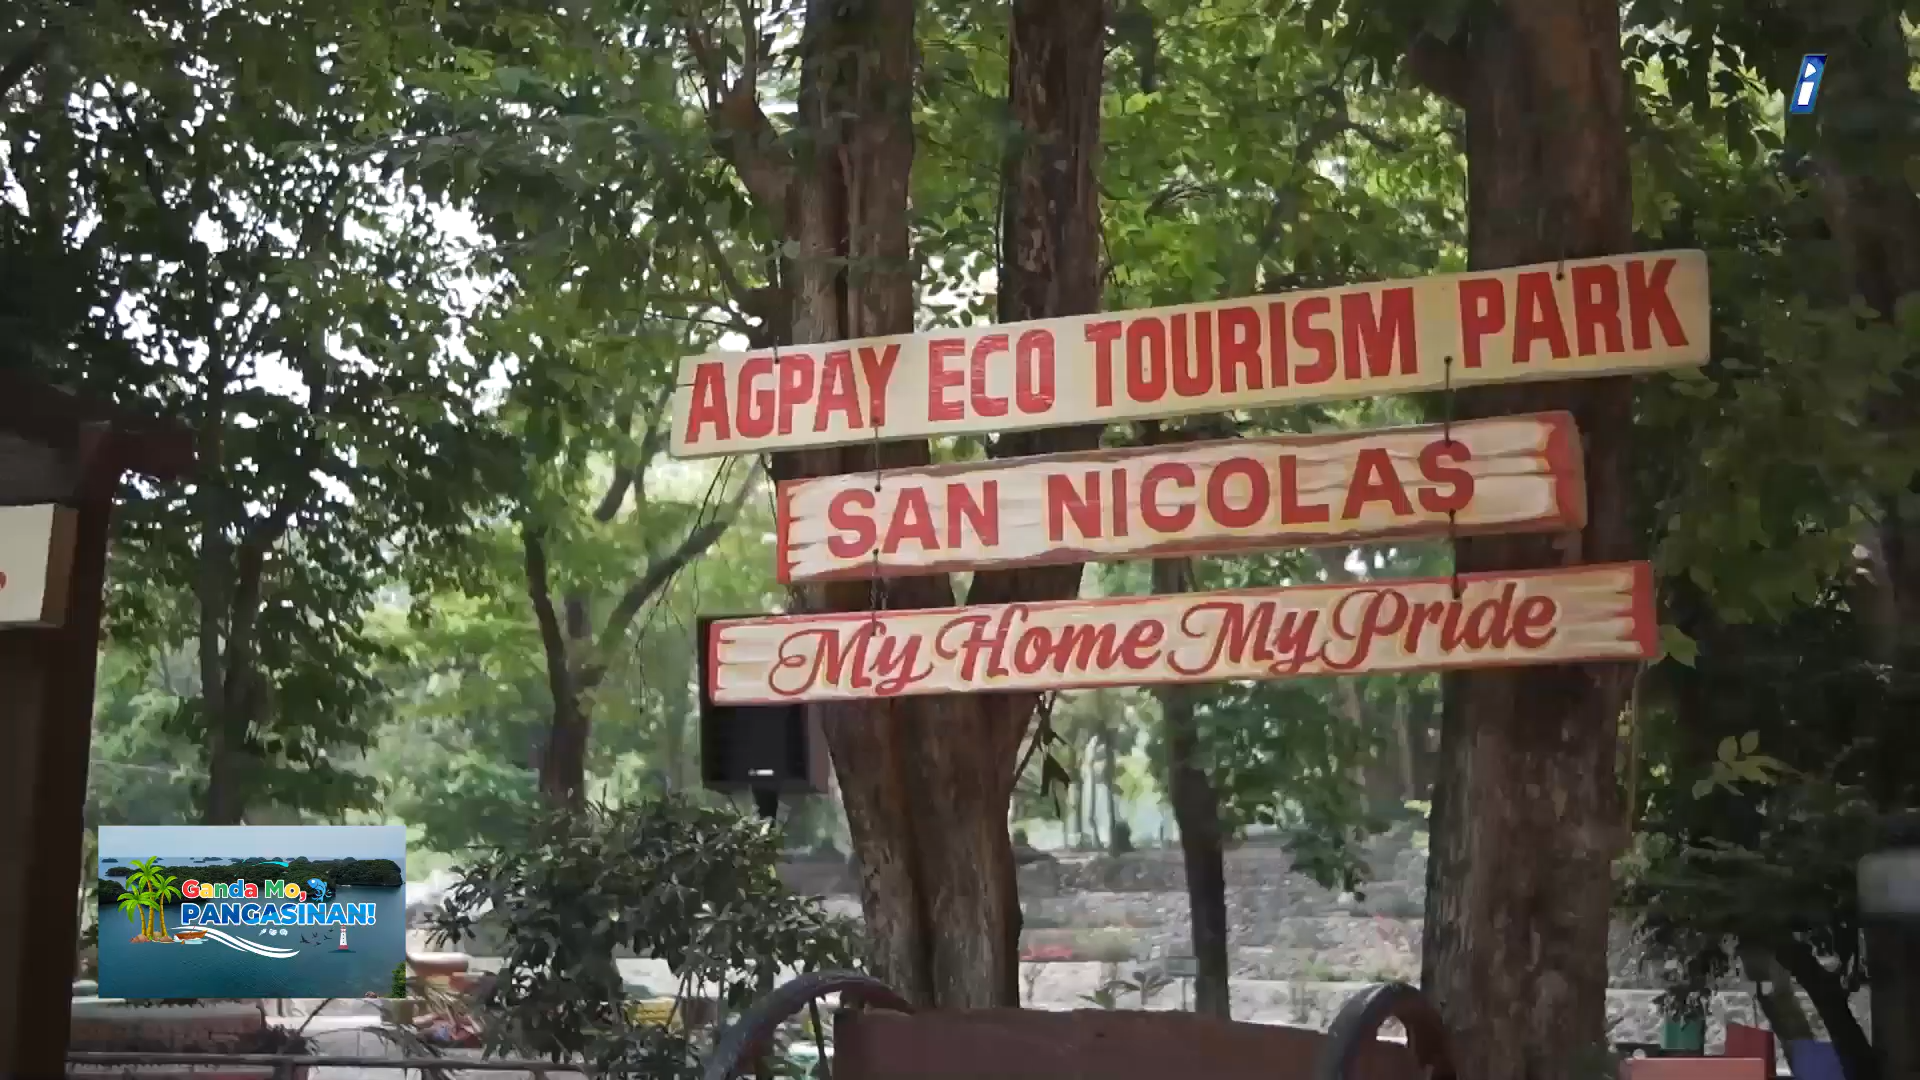 AGPAY ECO TOURISM PARK
SAN NICOLAS
My Home My Pride
Ganda Mo,
PANGASINAN!
i